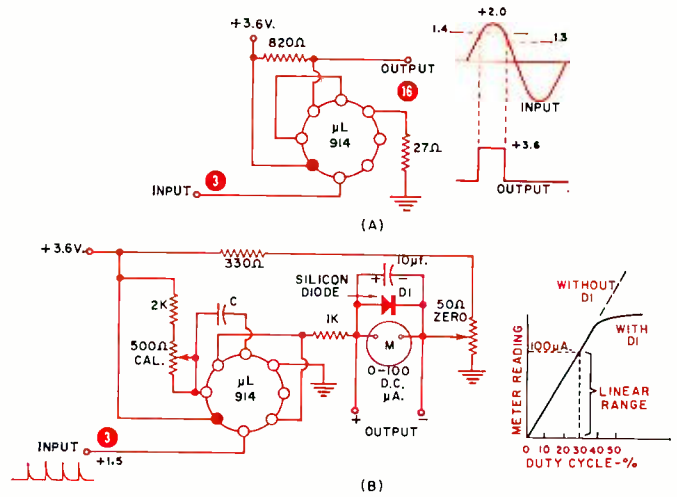 +3.6V.
820Ω
OUTPUT
16
μL
914
27Ω
INPUT
3
(A)
+2.0
1.4
1.3
INPUT
+3.6
OUTPUT
+3.6V.
330Ω
2K
500Ω
CAL.
C
μL
914
SILICON
DIODE
10μf.
+
–
D1
1K
M
0-100
D.C.
μA.
50Ω
ZERO
+
–
OUTPUT
INPUT
3
+1.5
(B)
WITHOUT
D1
WITH
D1
100μA.
LINEAR
RANGE
METER READING
0 10 20 30 40 50
DUTY CYCLE-%